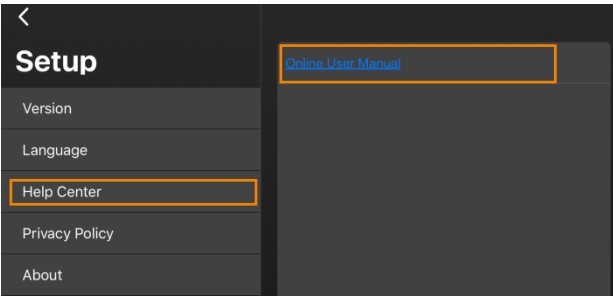 Setup
Version
Language
Help Center
Privacy Policy
About
Online User Manual